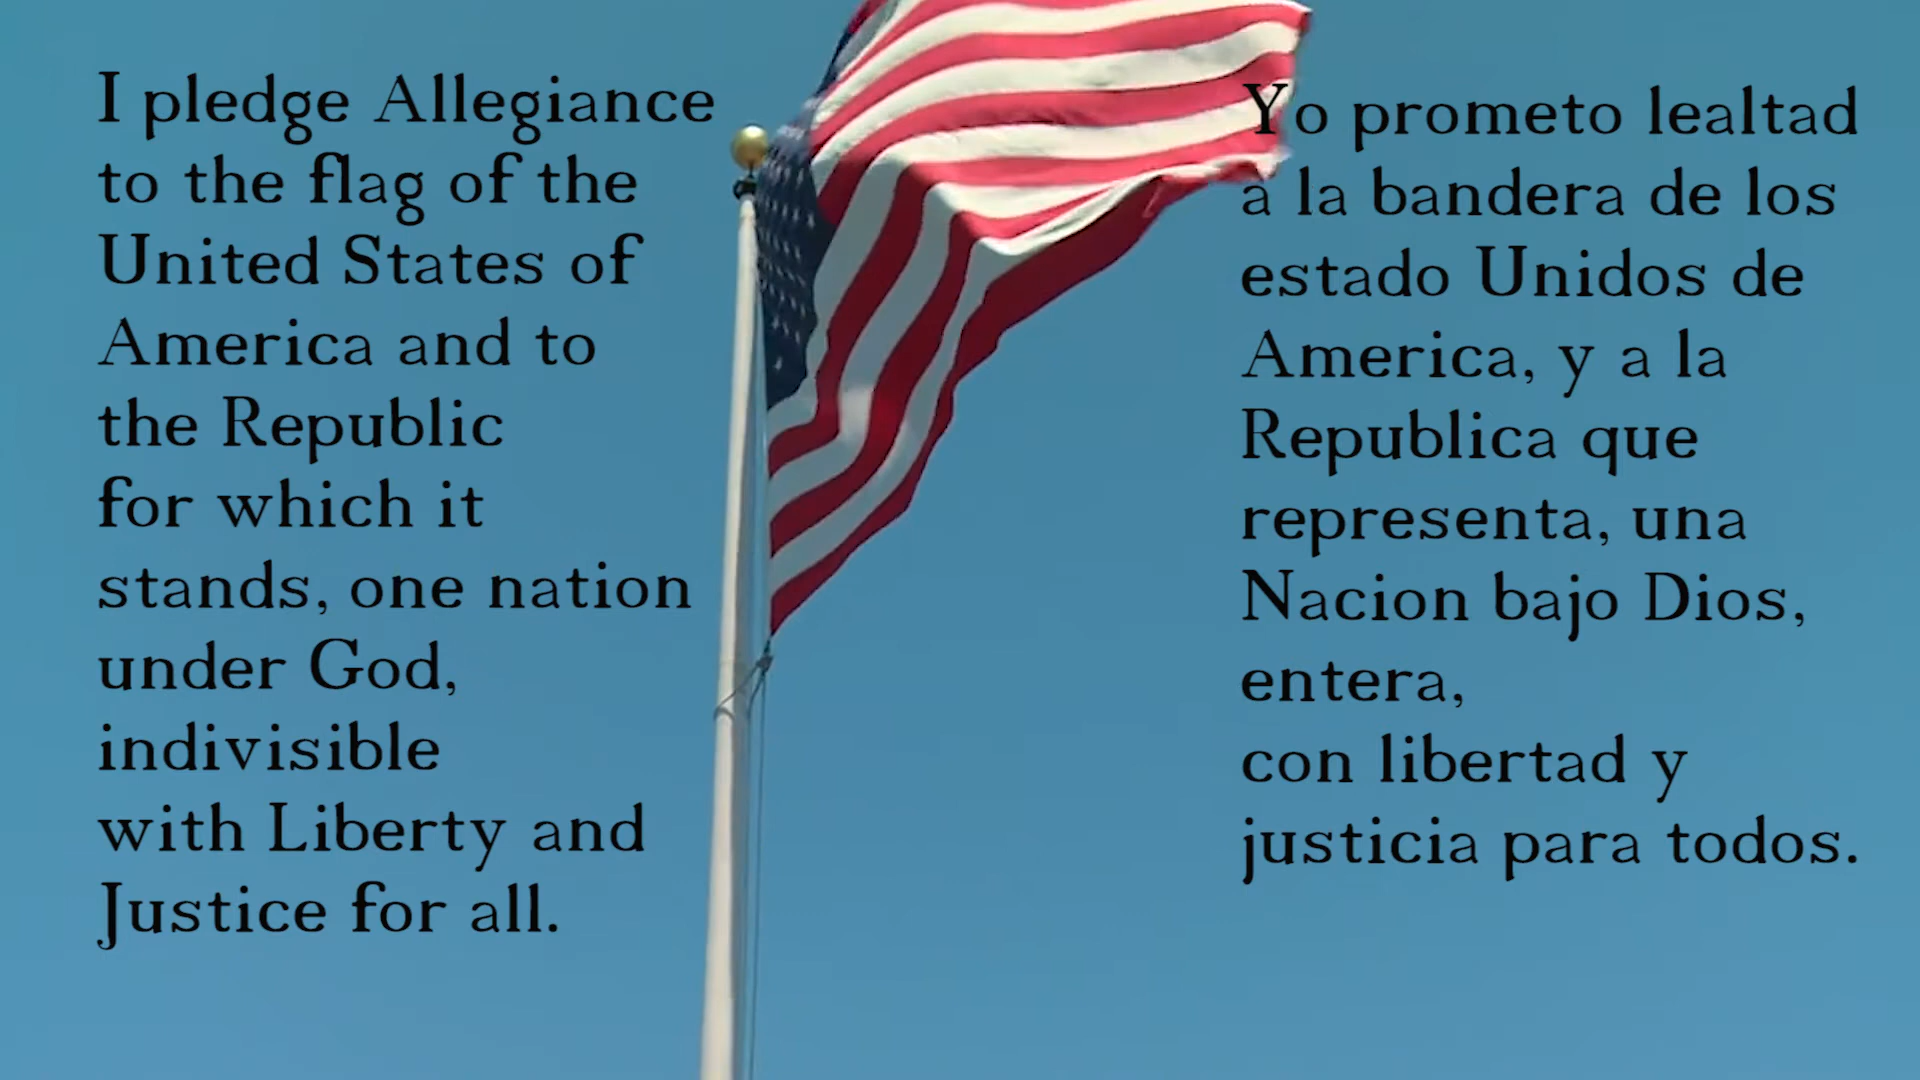 I pledge Allegiance
to the flag of the
United States of
America and to
the Republic
for which it
stands, one nation
under God,
indivisible
with Liberty and
Justice for all.
Yo prometo lealtad
a la bandera de los
estado Unidos de
America, y a la
Republica que
representa, una
Nacion bajo Dios,
entera,
con libertad y
justicia para todos.